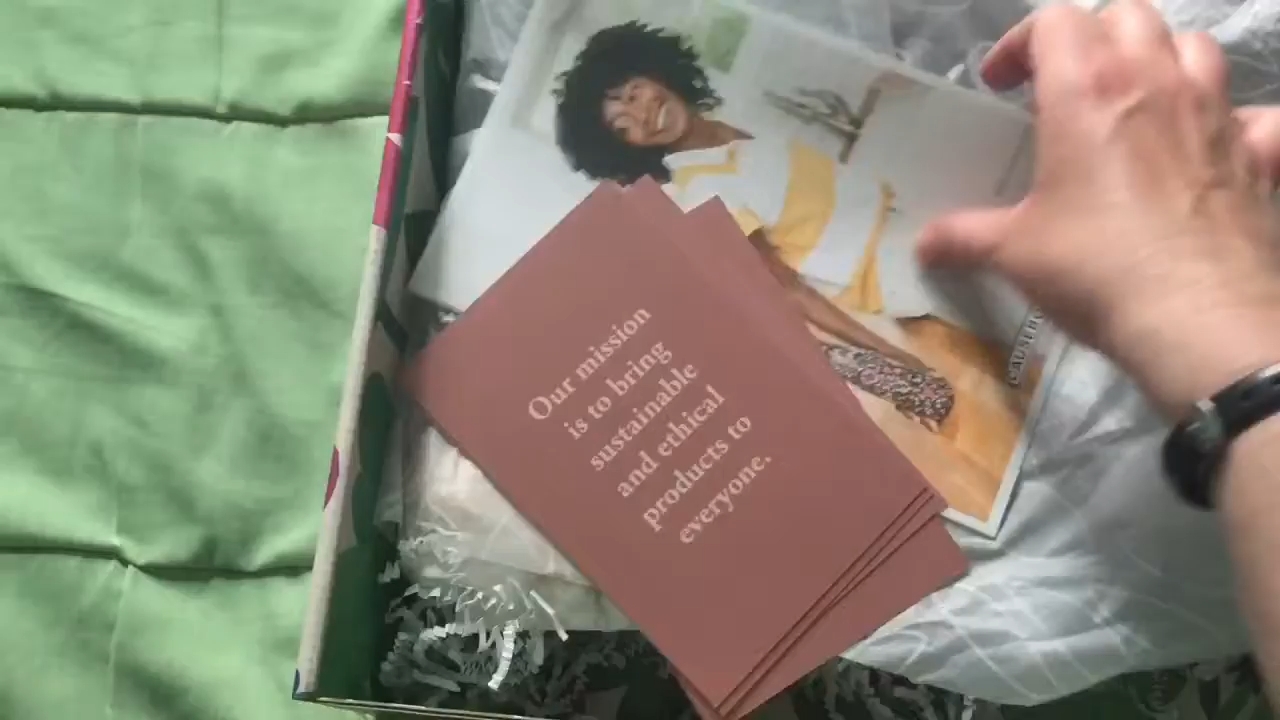 Our mission
is to bring
sustainable
and ethical
products to
everyone.